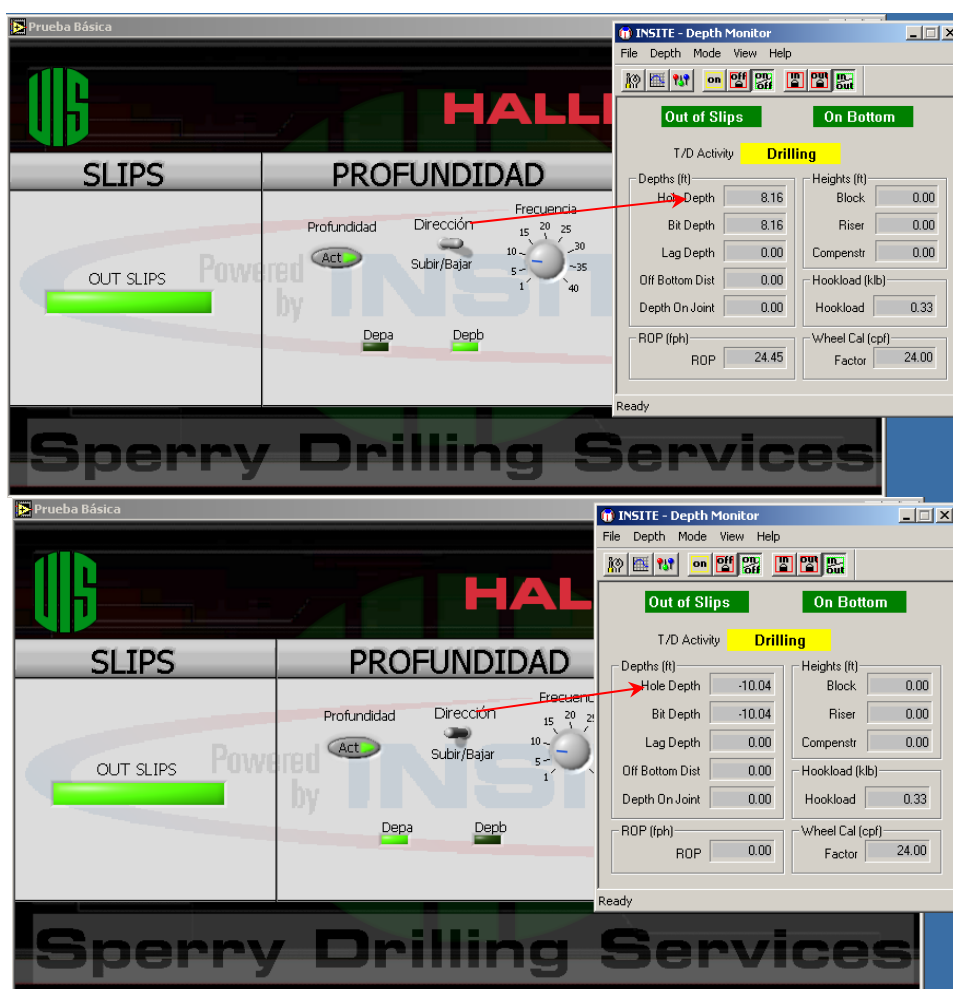 Prueba Básica
UIS
HALLI
SLIPS
PROFUNDIDAD
OUT SLIPS
Powered
by INSITE
Profundidad
Act
Dirección
Subir/Bajar
Frecuencia
1 5 10 15 20 25 30 35 40
Depa Depb
Sperry Drilling Services
INSITE - Depth Monitor
File Depth Mode View Help
on off on/off in out in/out
Out of Slips On Bottom
T/D Activity Drilling
Depths (ft)
Hole Depth 8.16
Bit Depth 8.16
Lag Depth 0.00
Off Bottom Dist 0.00
Depth On Joint 0.00
Heights (ft)
Block 0.00
Riser 0.00
Compenstr 0.00
Hookload (klb)
Hookload 0.33
ROP (fph)
ROP 24.45
Wheel Cal (cpf)
Factor 24.00
Ready
Prueba Básica
UIS
HAL
SLIPS
PROFUNDIDAD
OUT SLIPS
Powered
by INSI
Profundidad
Act
Dirección
Subir/Bajar
Frecuenc
1 5 10 15 20
Depa Depb
Sperry Drilling Services
INSITE - Depth Monitor
File Depth Mode View Help
on off on/off in out in/out
Out of Slips On Bottom
T/D Activity Drilling
Depths (ft)
Hole Depth -10.04
Bit Depth -10.04
Lag Depth 0.00
Off Bottom Dist 0.00
Depth On Joint 0.00
Heights (ft)
Block 0.00
Riser 0.00
Compenstr 0.00
Hookload (klb)
Hookload 0.33
ROP (fph)
ROP 0.00
Wheel Cal (cpf)
Factor 24.00
Ready